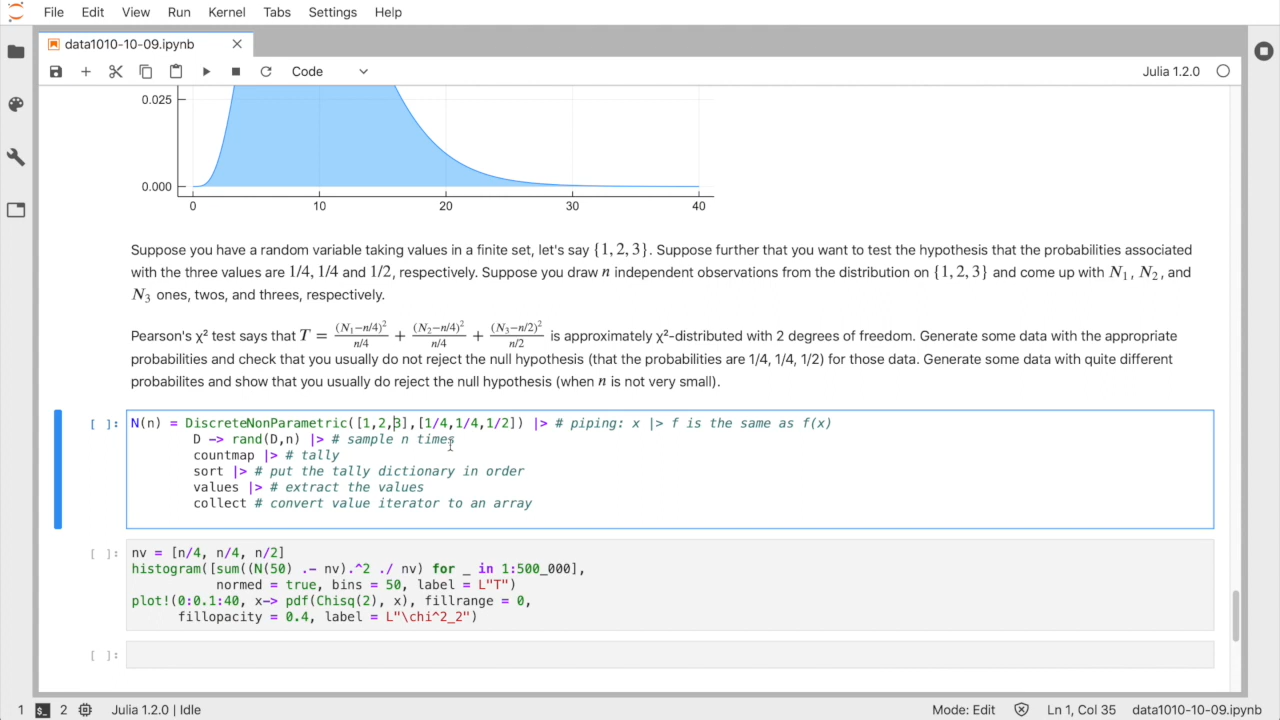 File Edit View Run Kernel Tabs Settings Help
data1010-10-09.ipynb
Code
Julia 1.2.0
0.025
0.000
0 10 20 30 40
Suppose you have a random variable taking values in a finite set, let's say {1, 2, 3}. Suppose further that you want to test the hypothesis that the probabilities associated
with the three values are 1/4, 1/4 and 1/2, respectively. Suppose you draw n independent observations from the distribution on {1, 2, 3} and come up with N₁, N₂, and
N₃ ones, twos, and threes, respectively.
Pearson's χ² test says that T = (N₁−n/4)²/n/4 + (N₂−n/4)²/n/4 + (N₃−n/2)²/n/2 is approximately χ²-distributed with 2 degrees of freedom. Generate some data with the appropriate
probabilities and check that you usually do not reject the null hypothesis (that the probabilities are 1/4, 1/4, 1/2) for those data. Generate some data with quite different
probabilites and show that you usually do reject the null hypothesis (when n is not very small).
[ ]: N(n) = DiscreteNonParametric([1,2,3],[1/4,1/4,1/2]) |> # piping: x |> f is the same as f(x)
D -> rand(D,n) |> # sample n times
countmap |> # tally
sort |> # put the tally dictionary in order
values |> # extract the values
collect # convert value iterator to an array
[ ]: nv = [n/4, n/4, n/2]
histogram([sum((N(50) .- nv).^2 ./ nv) for _ in 1:500_000],
normed = true, bins = 50, label = L"T")
plot!(0:0.1:40, x-> pdf(Chisq(2), x), fillrange = 0,
fillopacity = 0.4, label = L"\chi^2_2")
[ ]:
1 2 Julia 1.2.0 | Idle Mode: Edit Ln 1, Col 35 data1010-10-09.ipynb